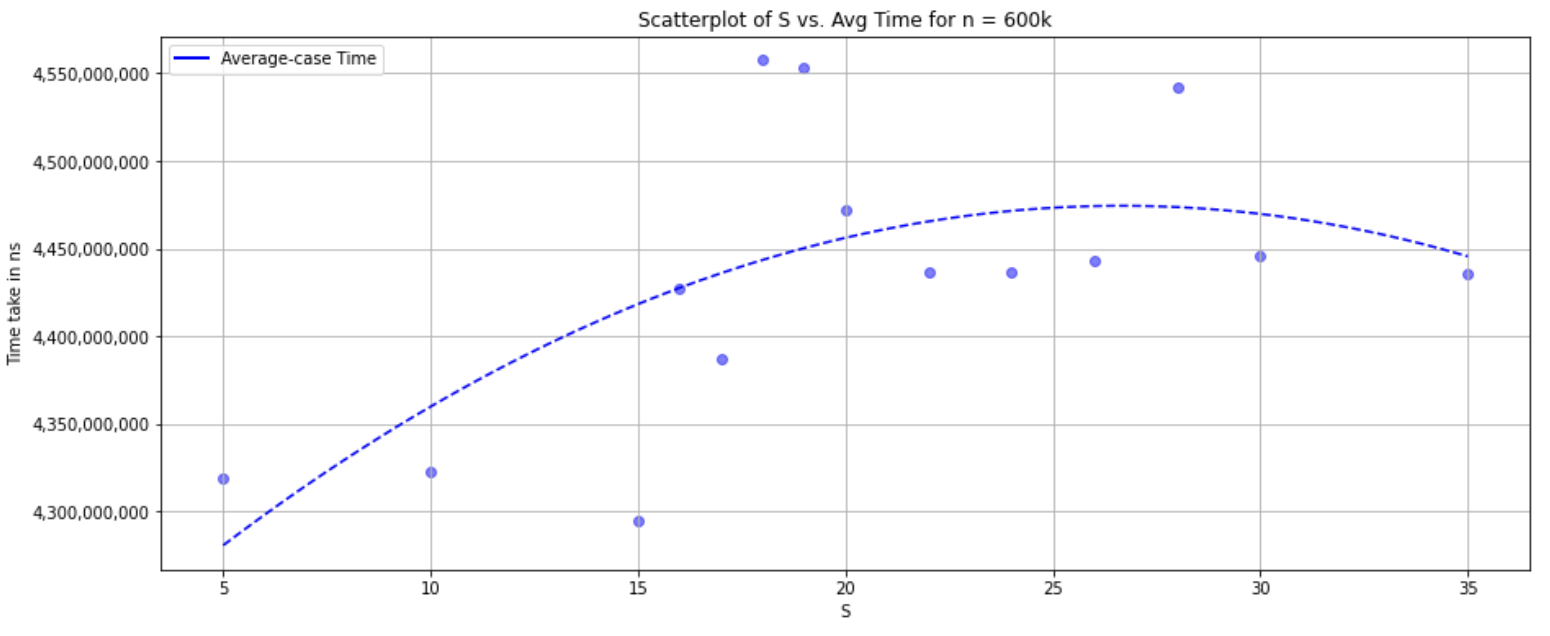 Scatterplot of S vs. Avg Time for n = 600k
Average-case Time
4,550,000,000
4,500,000,000
4,450,000,000
4,400,000,000
4,350,000,000
4,300,000,000
Time take in ns
5 10 15 20 25 30 35
S